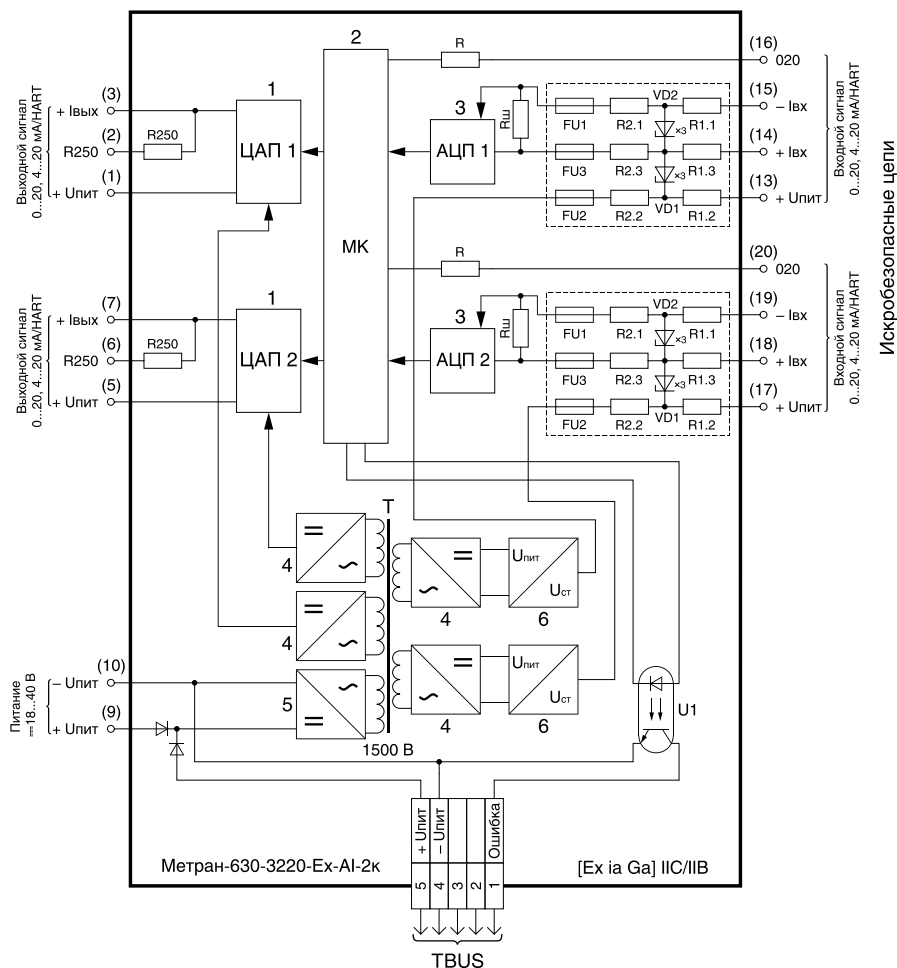 2
(16)
R
020
1
(3)
+ Iвых
(2)
R250
R250
(1)
+ Uпит
Выходной сигнал
0...20, 4...20 мА/HART
ЦАП 1
3
АЦП 1
Rш
VD2
(15)
– Iвх
FU1
R2.1
R1.1
×3
(14)
+ Iвх
FU3
R2.3
R1.3
×3
(13)
+ Uпит
FU2
R2.2
VD1
R1.2
Входной сигнал
0...20, 4...20 мА/HART
МК
R
(20)
020
1
(7)
+ Iвых
(6)
R250
R250
(5)
+ Uпит
Выходной сигнал
0...20, 4...20 мА/HART
ЦАП 2
3
АЦП 2
Rш
VD2
(19)
– Iвх
FU1
R2.1
R1.1
×3
(18)
+ Iвх
FU3
R2.3
R1.3
×3
(17)
+ Uпит
FU2
R2.2
VD1
R1.2
Входной сигнал
0...20, 4...20 мА/HART
Искробезопасные цепи
T
=
~
4
=
~
4
Uпит
Uст
6
=
~
4
=
~
4
Uпит
Uст
6
~
=
5
1500 В
(10)
– Uпит
(9)
+ Uпит
Питание
⎓18...40 В
U1
+ Uпит
– Uпит
Ошибка
Метран-630-3220-Ex-AI-2к
[Ex ia Ga] IIC/IIB
5
4
3
2
1
TBUS